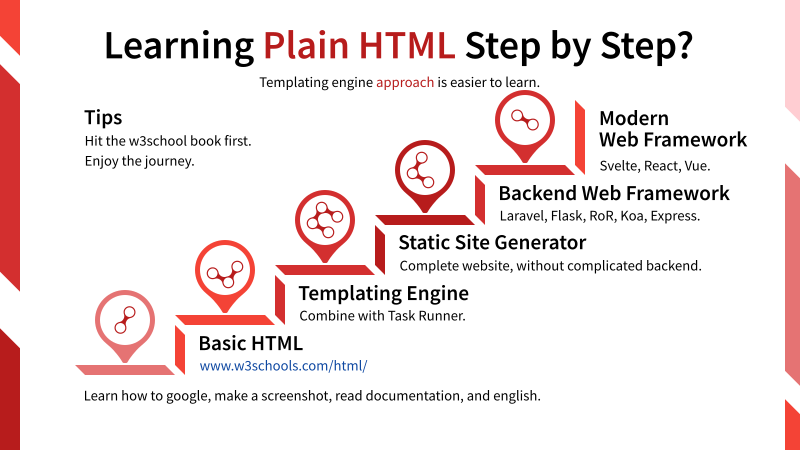 Learning Plain HTML Step by Step?
Templating engine approach is easier to learn.
Tips
Hit the w3school book first.
Enjoy the journey.
Modern
Web Framework
Svelte, React, Vue.
Backend Web Framework
Laravel, Flask, RoR, Koa, Express.
Static Site Generator
Complete website, without complicated backend.
Templating Engine
Combine with Task Runner.
Basic HTML
www.w3schools.com/html/
Learn how to google, make a screenshot, read documentation, and english.